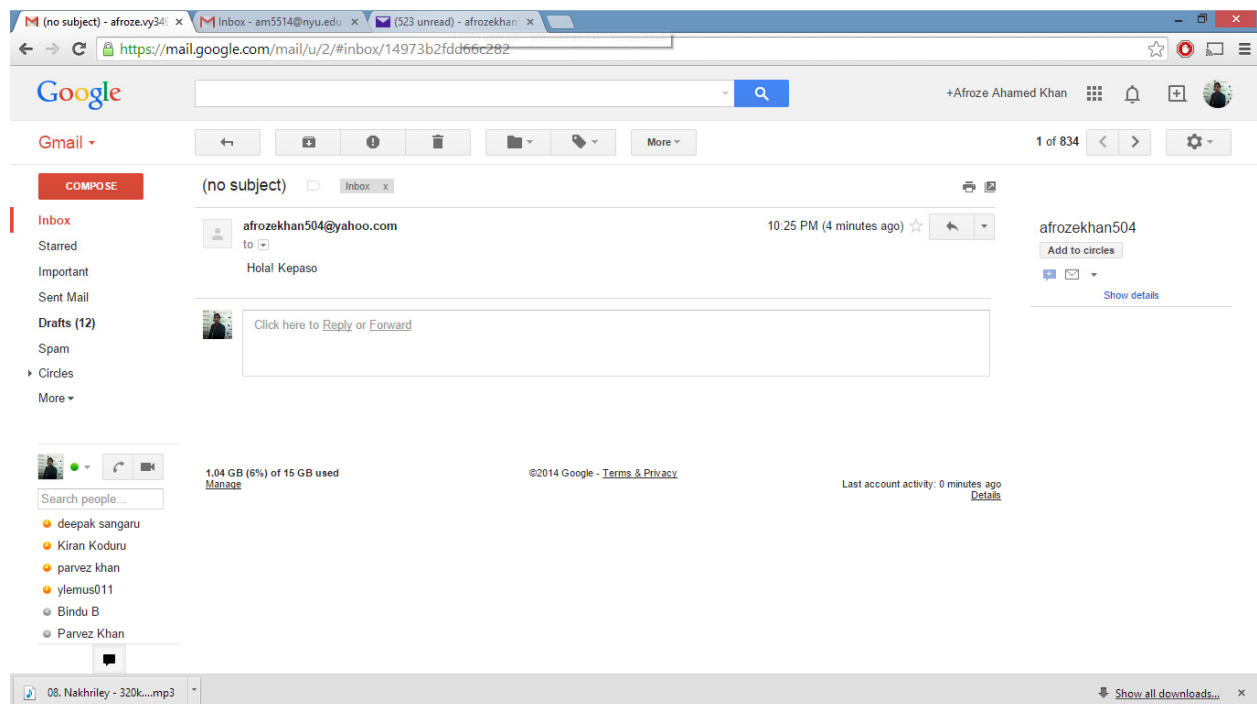 (no subject) - afroze.vy349 × Inbox - am5514@nyu.edu × (523 unread) - afrozekhan ×
https://mail.google.com/mail/u/2/#inbox/14973b2fdd66c282
Google
+Afroze Ahamed Khan
Gmail
More
1 of 834
COMPOSE
(no subject)
Inbox x
Inbox
Starred
Important
Sent Mail
Drafts (12)
Spam
Circles
More
afrozekhan504@yahoo.com
10:25 PM (4 minutes ago)
to
Hola! Kepaso
Click here to Reply or Forward
afrozekhan504
Add to circles
Show details
1.04 GB (6%) of 15 GB used
Manage
©2014 Google - Terms & Privacy
Last account activity: 0 minutes ago
Details
Search people...
deepak sangaru
Kiran Koduru
parvez khan
ylemus011
Bindu B
Parvez Khan
08. Nakhriley - 320k....mp3
Show all downloads...